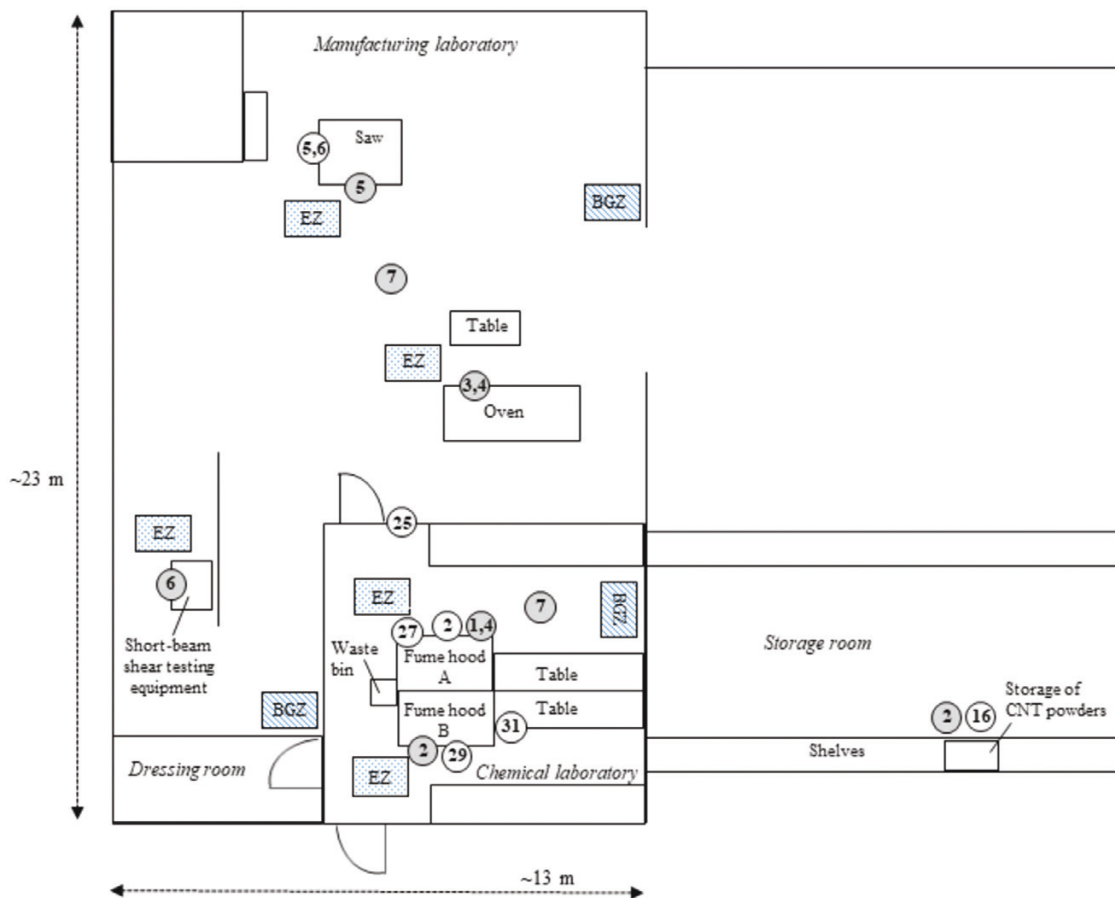 Manufacturing laboratory
Saw
5,6
5
EZ
BGZ
7
Table
EZ
3,4
Oven
~23 m
25
EZ
6
EZ
7
BGZ
27
2
1,4
Short-beam
shear testing
equipment
Waste
bin
Fume hood
A
Table
Storage room
BGZ
Fume hood
B
Table
31
2
16
Storage of
CNT powders
2
29
Shelves
Dressing room
EZ
Chemical laboratory
~13 m